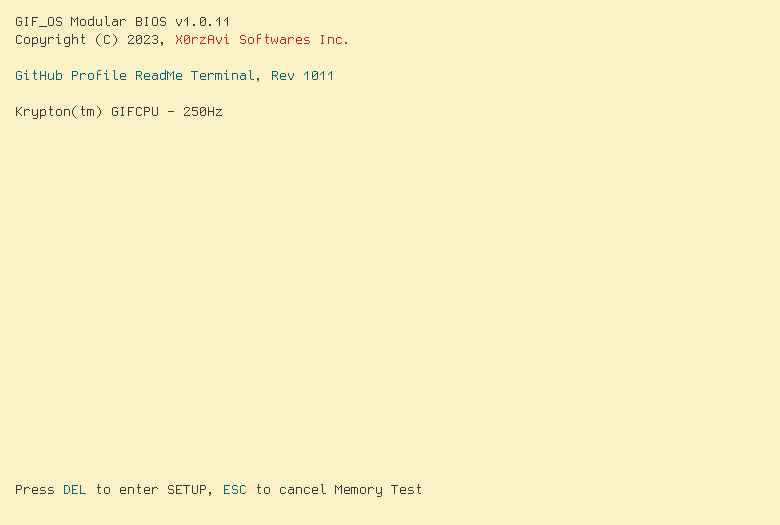 GIF_OS Modular BIOS v1.0.11
Copyright (C) 2023, X0rzAvi Softwares Inc.
GitHub Profile ReadMe Terminal, Rev 1011
Krypton(tm) GIFCPU - 250Hz
Press DEL to enter SETUP, ESC to cancel Memory Test